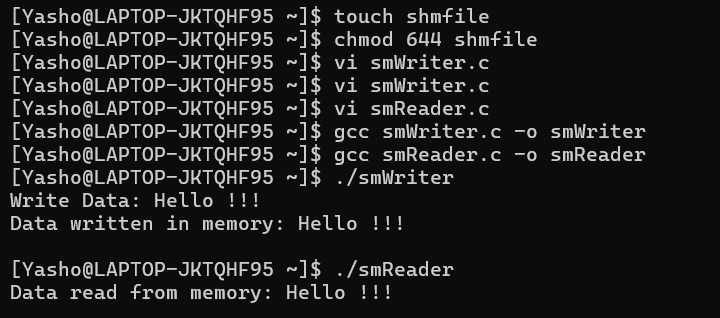 [Yasho@LAPTOP-JKTQHF95 ~]$ touch shmfile
[Yasho@LAPTOP-JKTQHF95 ~]$ chmod 644 shmfile
[Yasho@LAPTOP-JKTQHF95 ~]$ vi smWriter.c
[Yasho@LAPTOP-JKTQHF95 ~]$ vi smWriter.c
[Yasho@LAPTOP-JKTQHF95 ~]$ vi smReader.c
[Yasho@LAPTOP-JKTQHF95 ~]$ gcc smWriter.c -o smWriter
[Yasho@LAPTOP-JKTQHF95 ~]$ gcc smReader.c -o smReader
[Yasho@LAPTOP-JKTQHF95 ~]$ ./smWriter
Write Data: Hello !!!
Data written in memory: Hello !!!
[Yasho@LAPTOP-JKTQHF95 ~]$ ./smReader
Data read from memory: Hello !!!